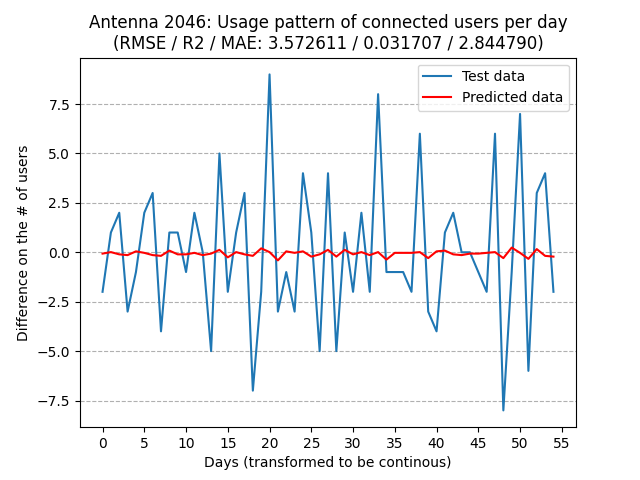 Antenna 2046: Usage pattern of connected users per day
(RMSE / R2 / MAE: 3.572611 / 0.031707 / 2.844790)
Test data
Predicted data
Difference on the # of users
7.5
5.0
2.5
0.0
−2.5
−5.0
−7.5
0 5 10 15 20 25 30 35 40 45 50 55
Days (transformed to be continous)